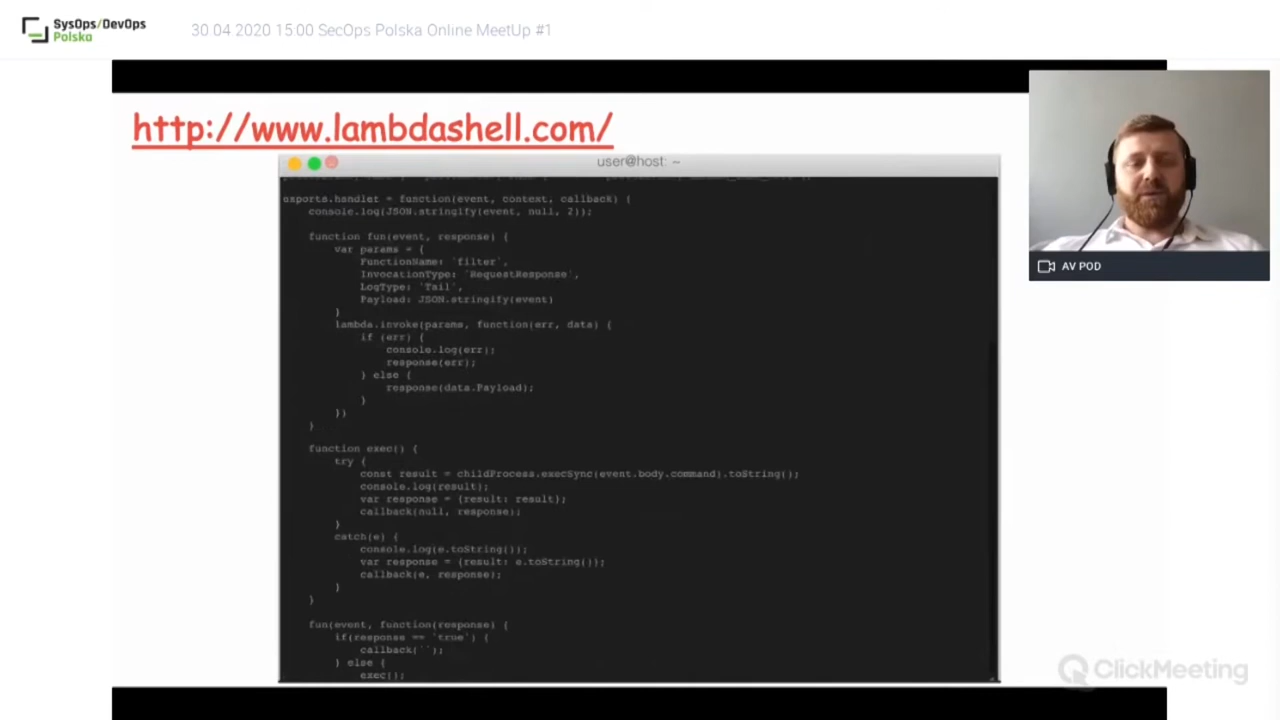 SysOps/DevOps
Polska
30.04 2020 15:00 SecOps Polska Online MeetUp #1
http://www.lambdashell.com/
user@host: ~
exports.handler = function(event, context, callback) {
console.log(JSON.stringify(event, null, 2));
function fun(event, response) {
var params = {
FunctionName: `filter`,
InvocationType: `RequestResponse`,
LogType: `Tail`,
Payload: JSON.stringify(event)
}
lambda.invoke(params, function(err, data) {
if (err) {
console.log(err);
response(err);
} else {
response(data.Payload);
}
})
}
function exec() {
try {
const result = childProcess.execSync(event.body.command).toString();
console.log(result);
var response = {result: result};
callback(null, response);
}
catch(e) {
console.log(e.toString());
var response = {result: e.toString()};
callback(e, response);
}
}
fun(event, function(response) {
if(response == `true`) {
callback(``);
} else {
exec();
AV POD
ClickMeeting